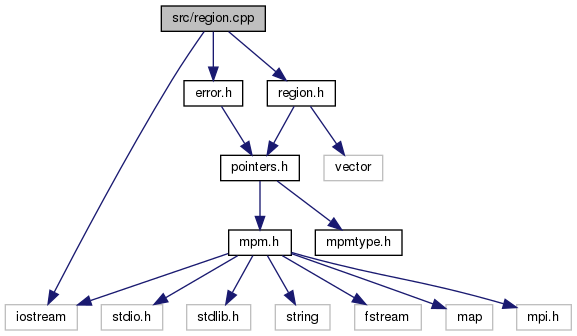 src/region.cpp
error.h
region.h
pointers.h
vector
mpm.h
mpmtype.h
iostream
stdio.h
stdlib.h
string
fstream
map
mpi.h